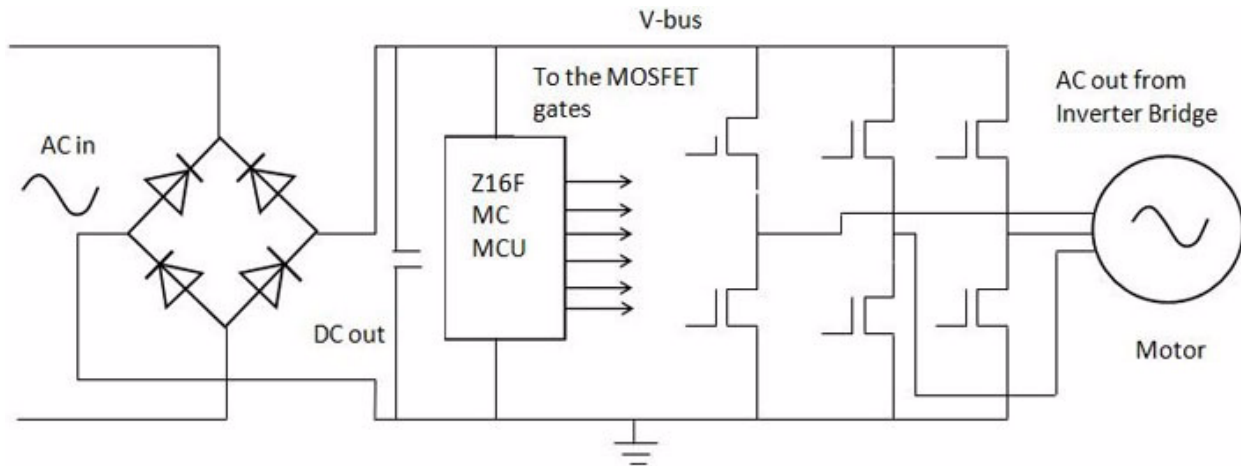 V-bus
To the MOSFET
gates
AC out from
Inverter Bridge
AC in
Z16F
MC
MCU
DC out
Motor